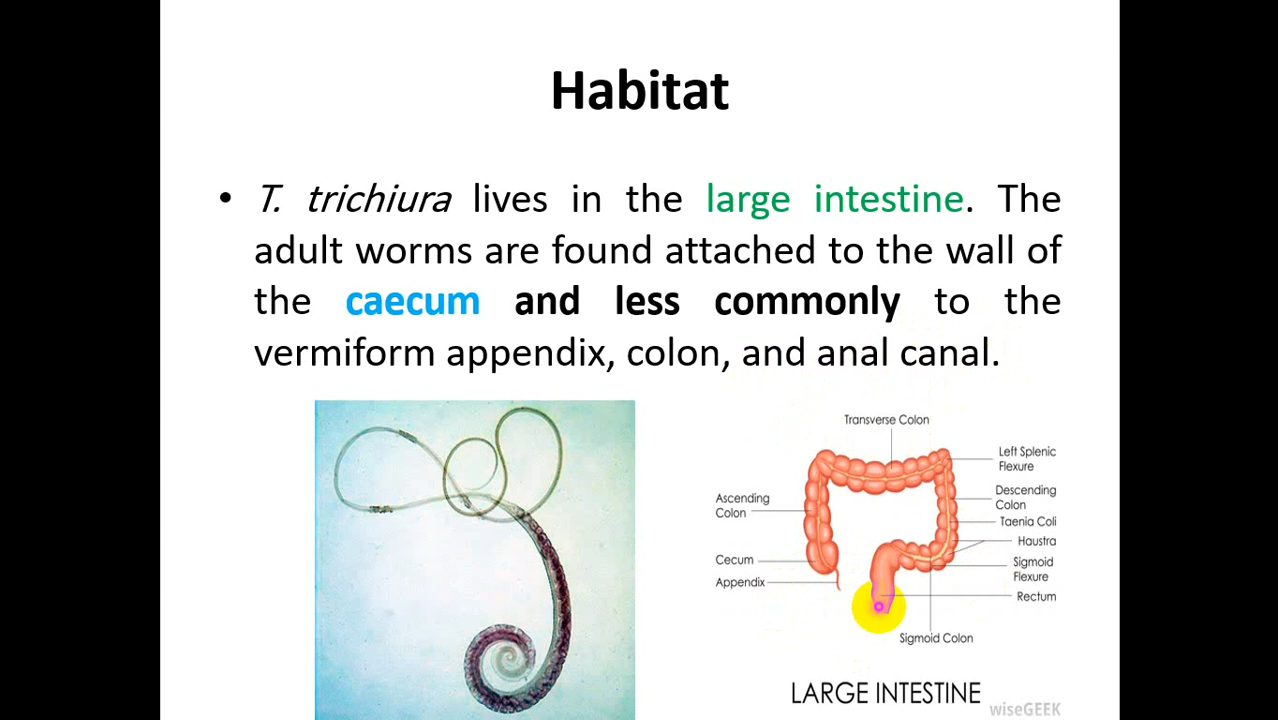 Habitat
• T. trichiura lives in the large intestine. The
adult worms are found attached to the wall of
the caecum and less commonly to the
vermiform appendix, colon, and anal canal.
Transverse Colon
Left Splenic
Flexure
Ascending
Colon
Descending
Colon
Taenia Coli
Haustra
Cecum
Sigmoid
Flexure
Appendix
Rectum
Sigmoid Colon
LARGE INTESTINE
wiseGEEK